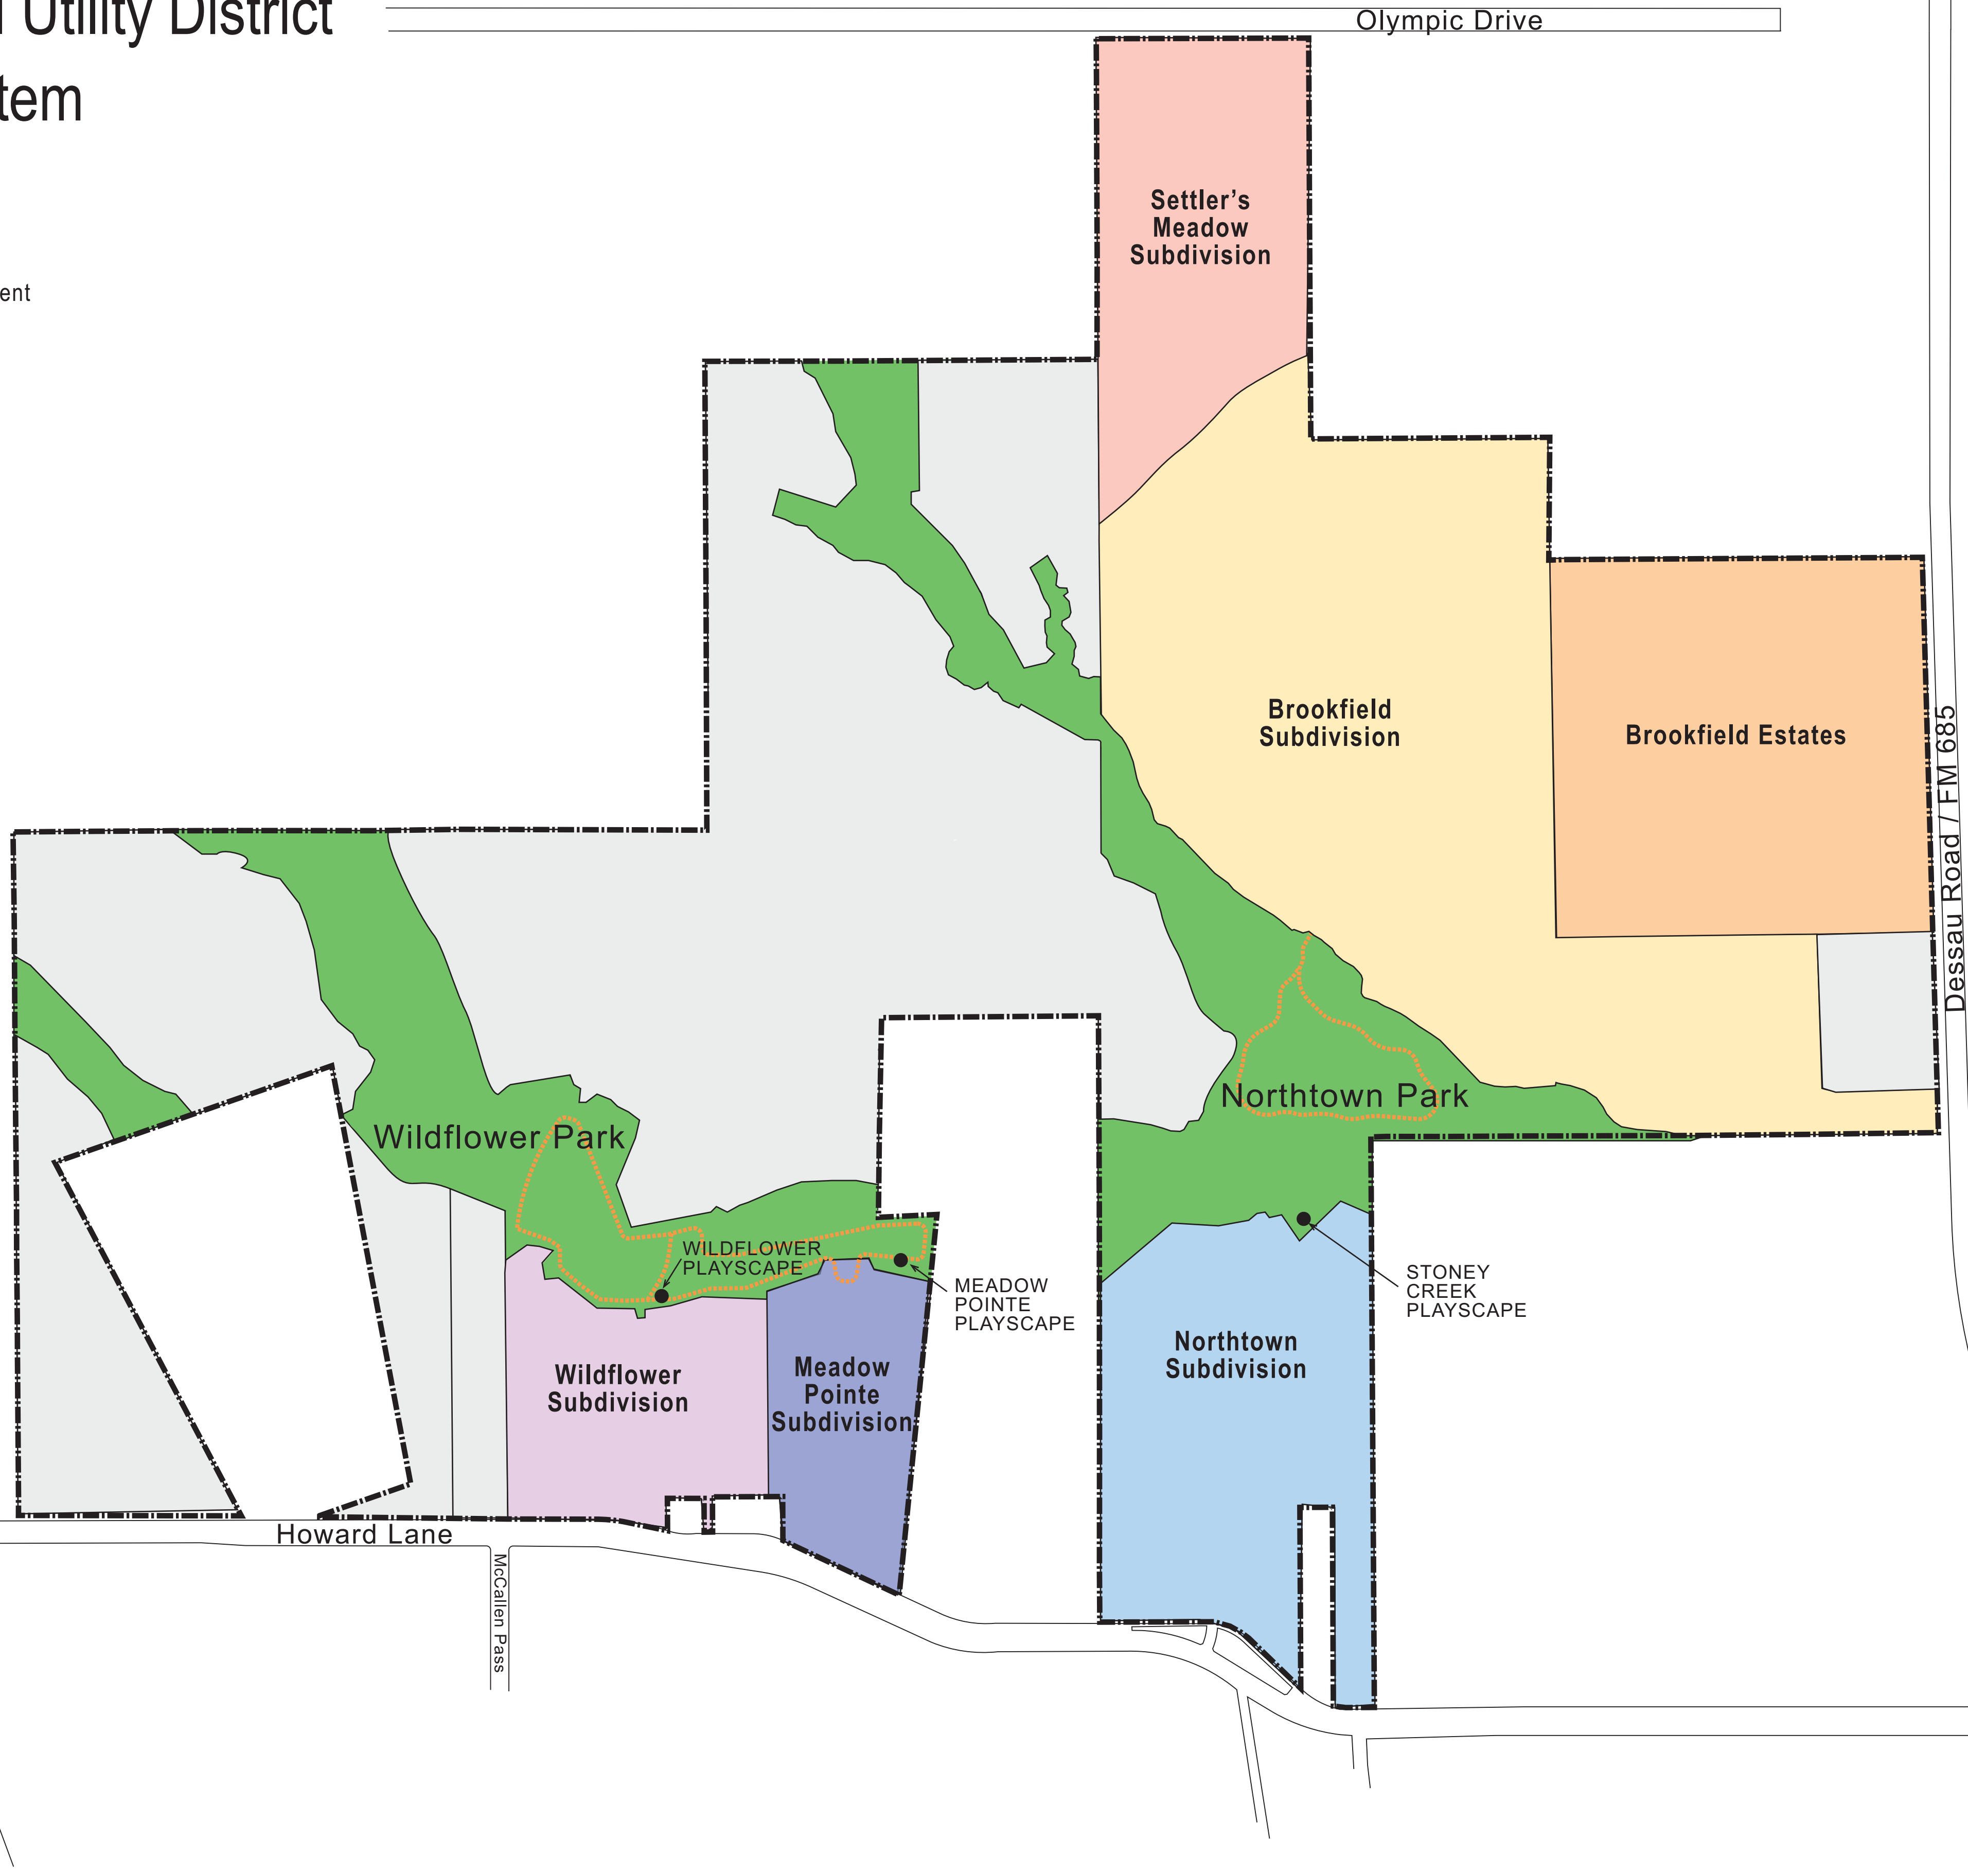 Utility District
tem
ent
Olympic Drive
Settler’s
Meadow
Subdivision
Brookfield
Subdivision
Brookfield Estates
Dessau Road / FM 685
Northtown Park
Wildflower Park
WILDFLOWER
PLAYSCAPE
MEADOW
POINTE
PLAYSCAPE
STONEY
CREEK
PLAYSCAPE
Northtown
Subdivision
Wildflower
Subdivision
Meadow
Pointe
Subdivision
Howard Lane
McCallen Pass